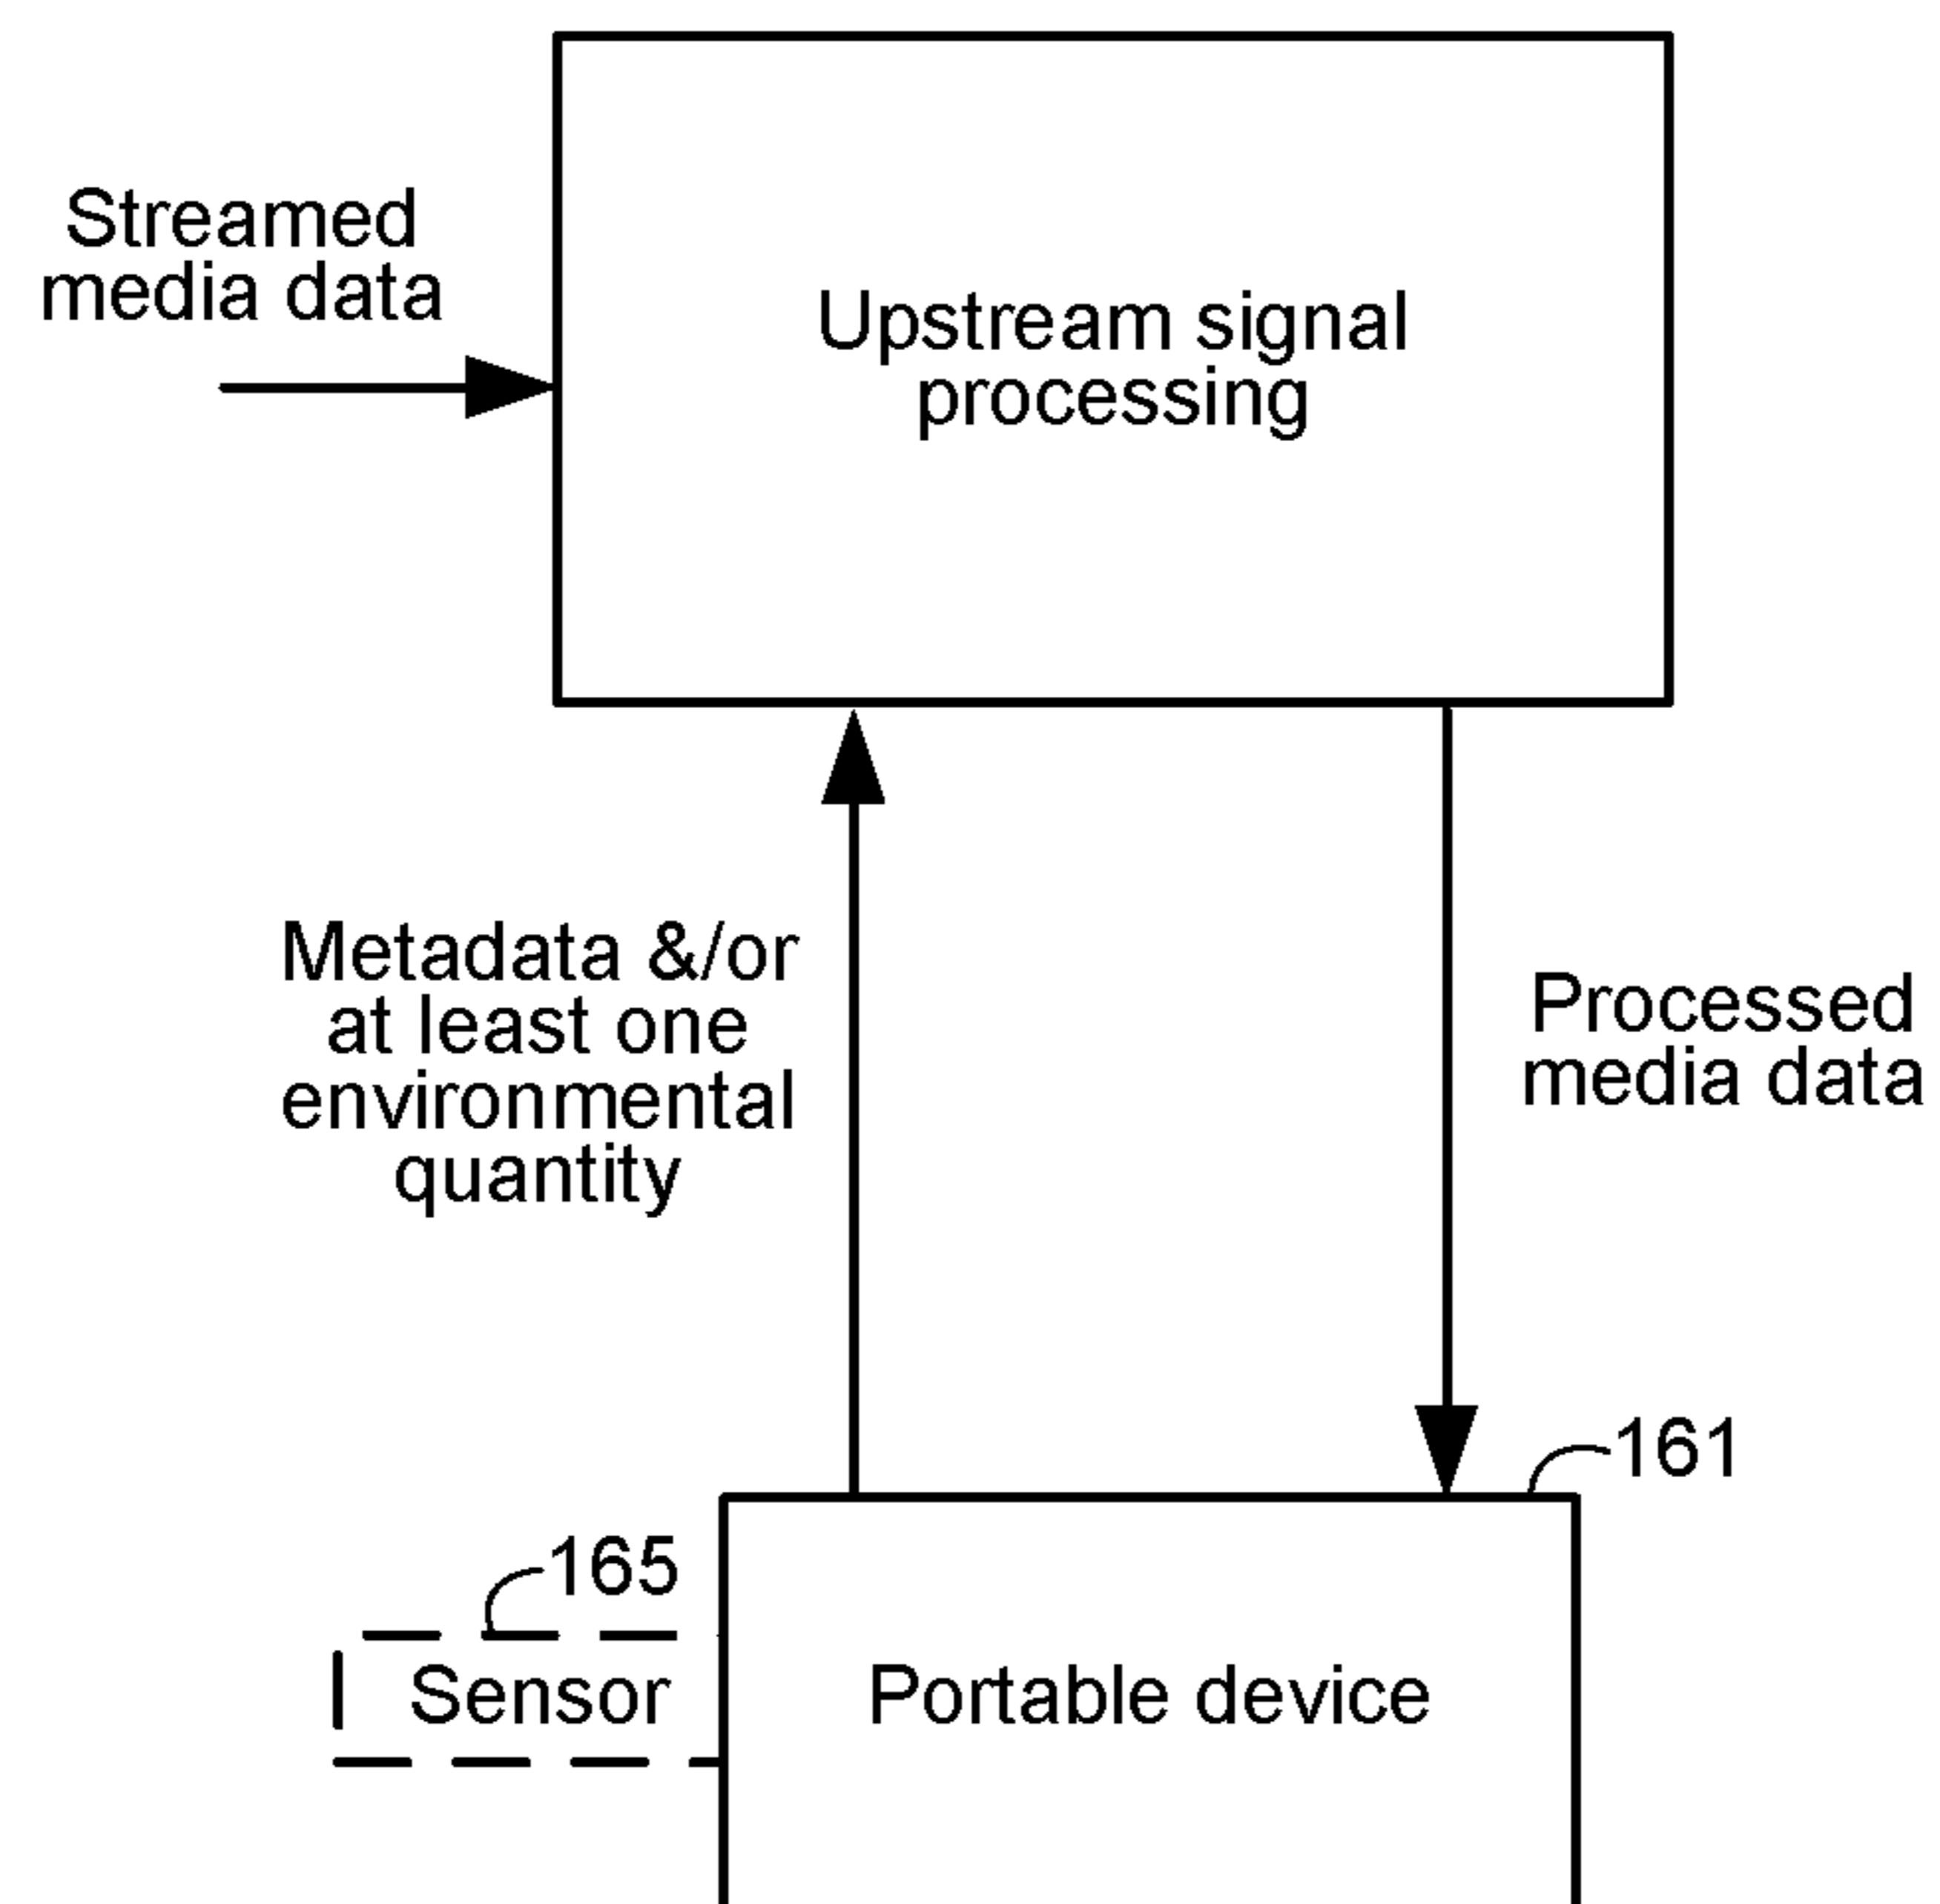 Streamed
media data
Upstream signal
processing
Metadata &/or
at least one
environmental
quantity
Processed
media data
161
165
Sensor
Portable device